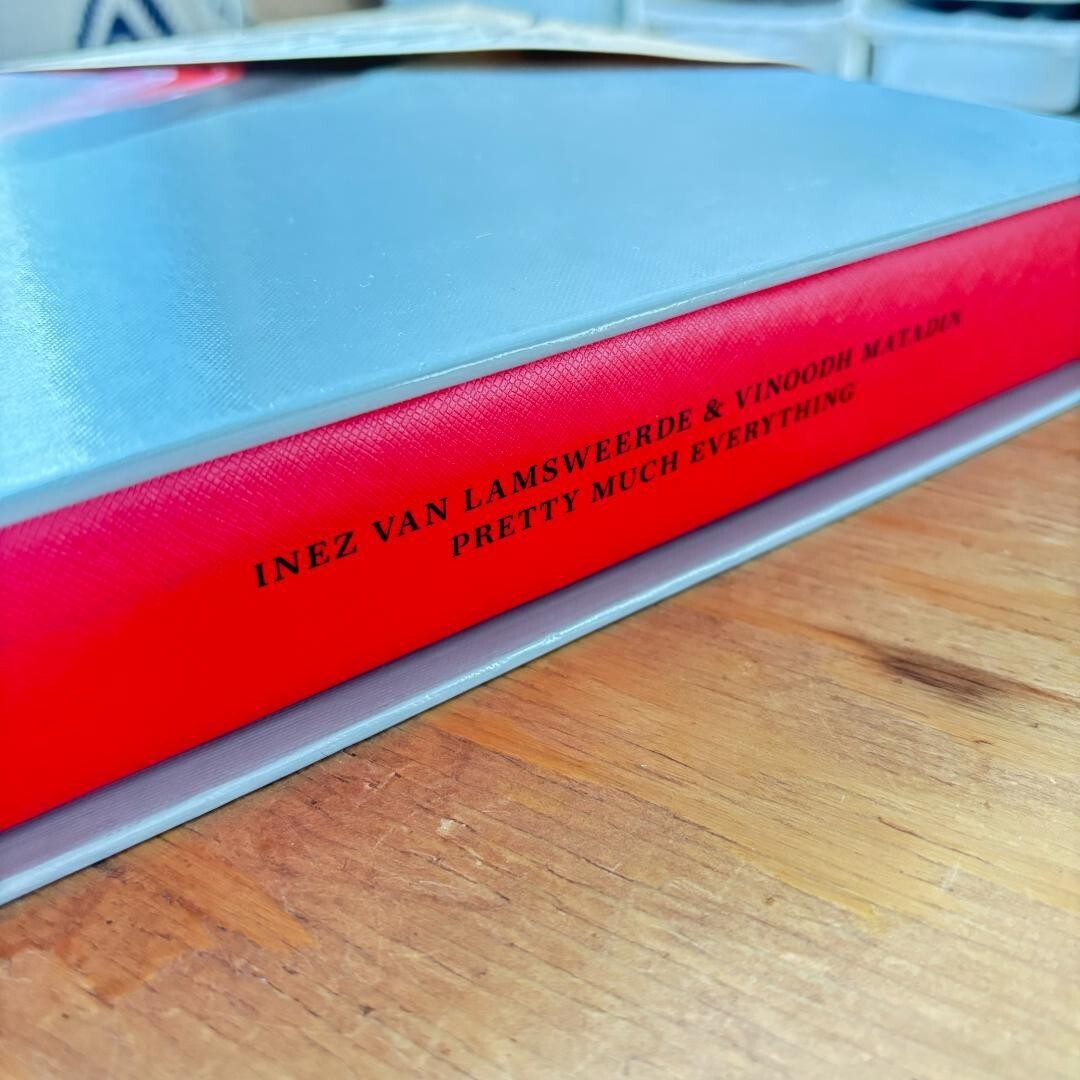 INEZ VAN LAMSWEERDE & VINOODH MATADIN
PRETTY MUCH EVERYTHING